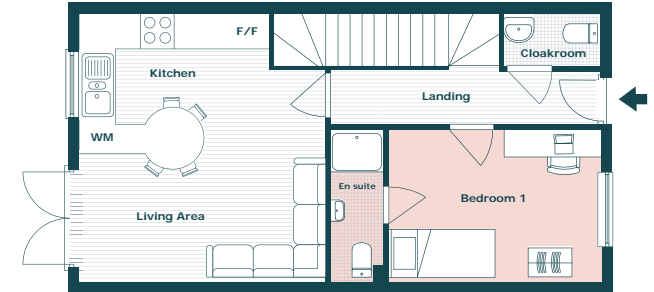 F/F
Cloakroom
Kitchen
Landing
WM
En suite
Bedroom 1
Living Area